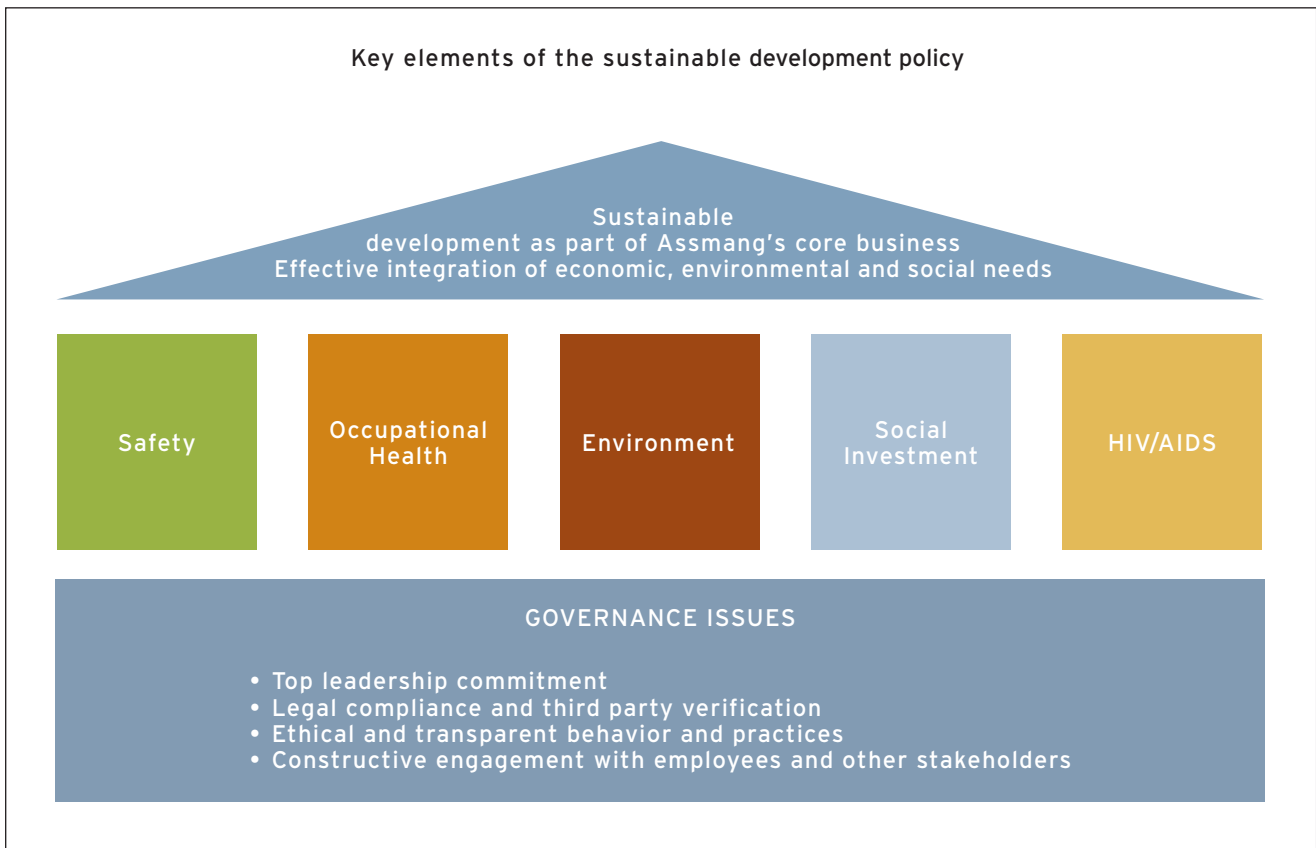 Key elements of the sustainable development policy
Sustainable
development as part of Assmang’s core business
Effective integration of economic, environmental and social needs
Safety
Occupational
Health
Environment
Social
Investment
HIV/AIDS
GOVERNANCE ISSUES
• Top leadership commitment
• Legal compliance and third party verification
• Ethical and transparent behavior and practices
• Constructive engagement with employees and other stakeholders